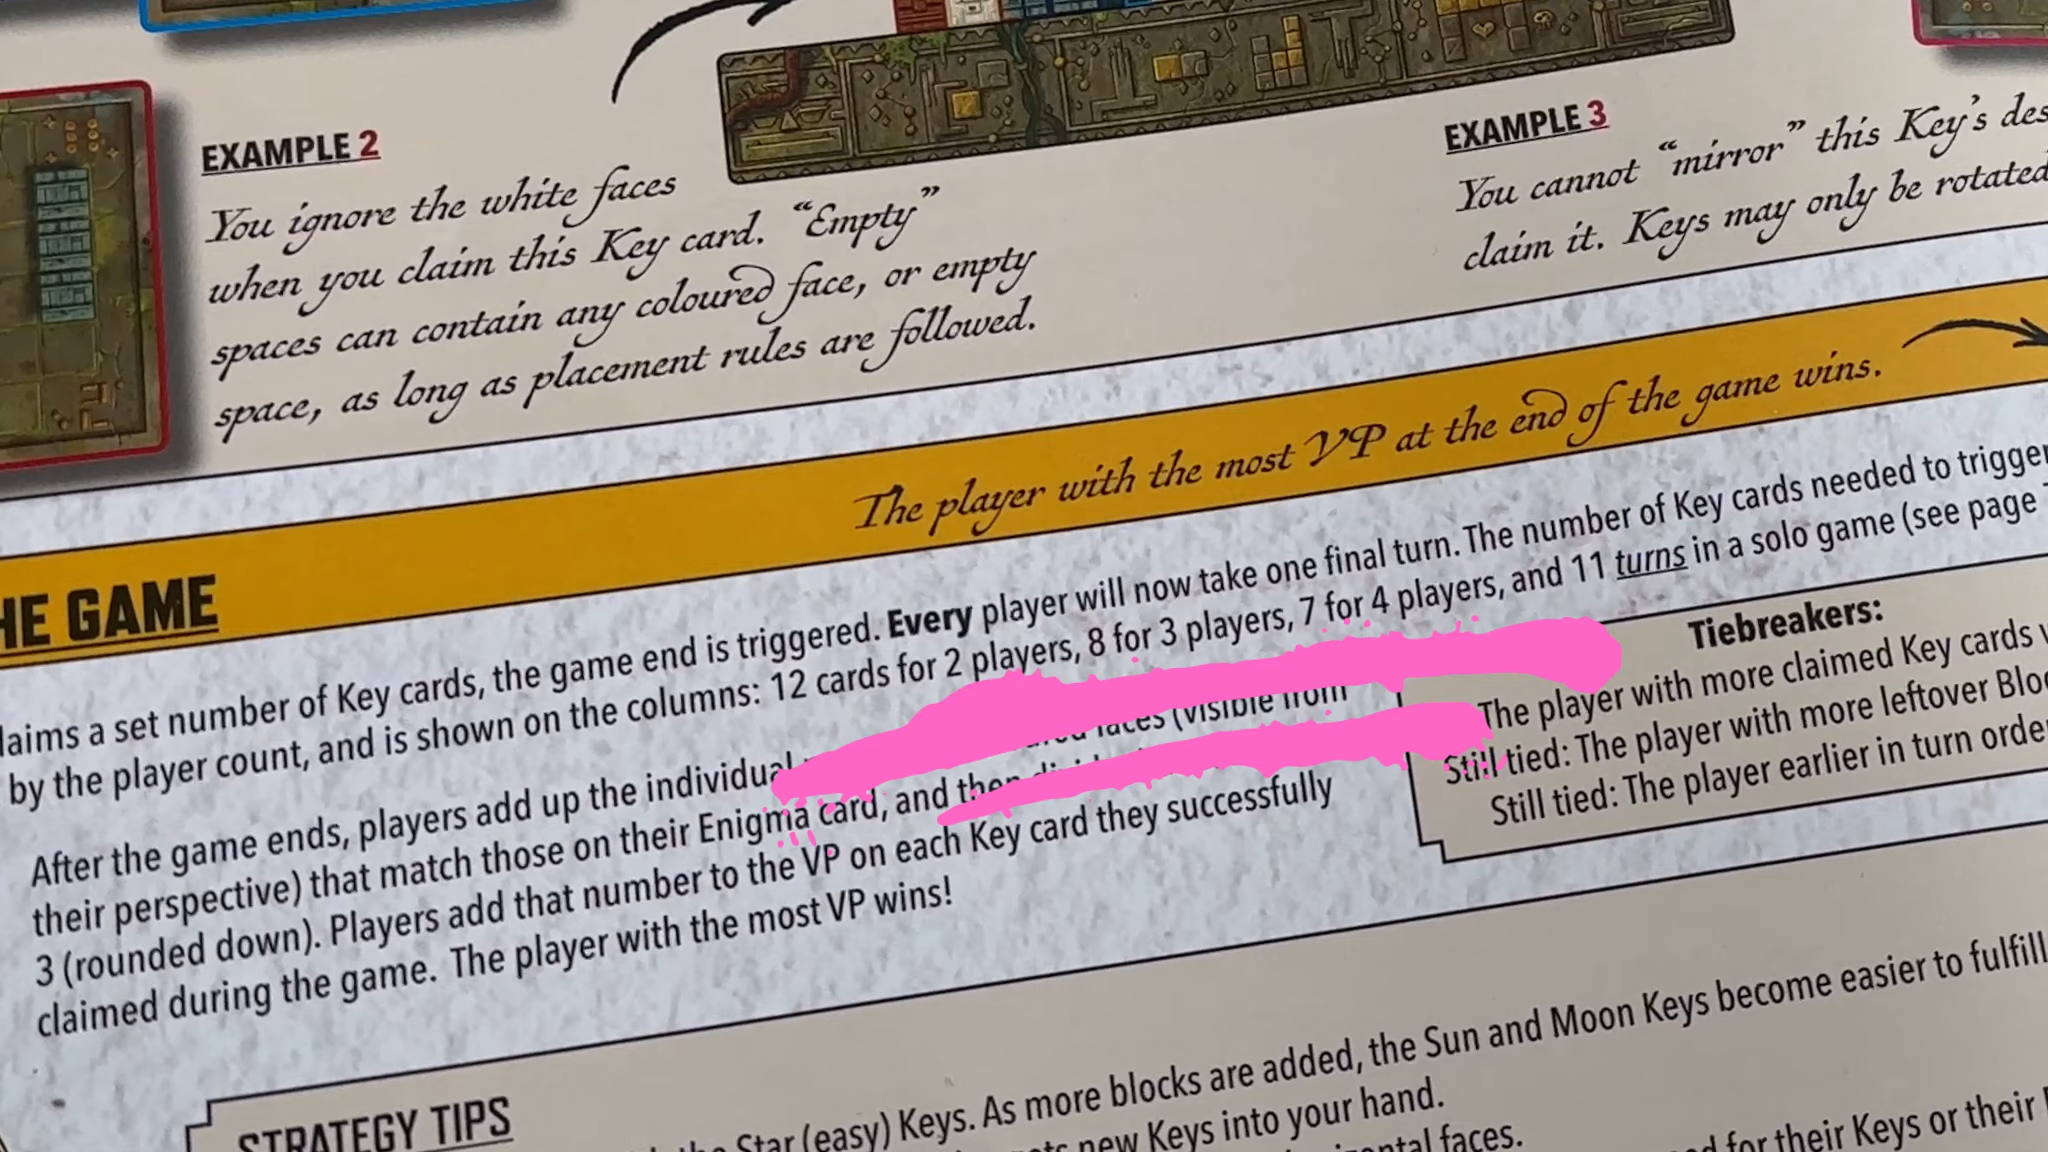 EXAMPLE 2
You ignore the white faces
when you claim this Key card. “Empty”
spaces can contain any coloured face, or empty
space, as long as placement rules are followed.
EXAMPLE 3
You cannot “mirror” this Key’s
claim it. Keys may only be rotated
The player with the most VP at the end of the game wins.
HE GAME
laims a set number of Key cards, the game end is triggered. Every player will now take one final turn. The number of Key cards needed to trigger
by the player count, and is shown on the columns: 12 cards for 2 players, 8 for 3 players, 7 for 4 players, and 11 turns in a solo game (see page
After the game ends, players add up the individual faces (visible from
their perspective) that match those on their Enigma card, and then
3 (rounded down). Players add that number to the VP on each Key card they successfully
claimed during the game. The player with the most VP wins!
Tiebreakers:
The player with more claimed Key cards
Still tied: The player with more leftover
Still tied: The player earlier in turn
STRATEGY TIPS
Star (easy) Keys. As more blocks are added, the Sun and Moon Keys become easier to fulfill
new Keys into your hand.
faces.
for their Keys or their